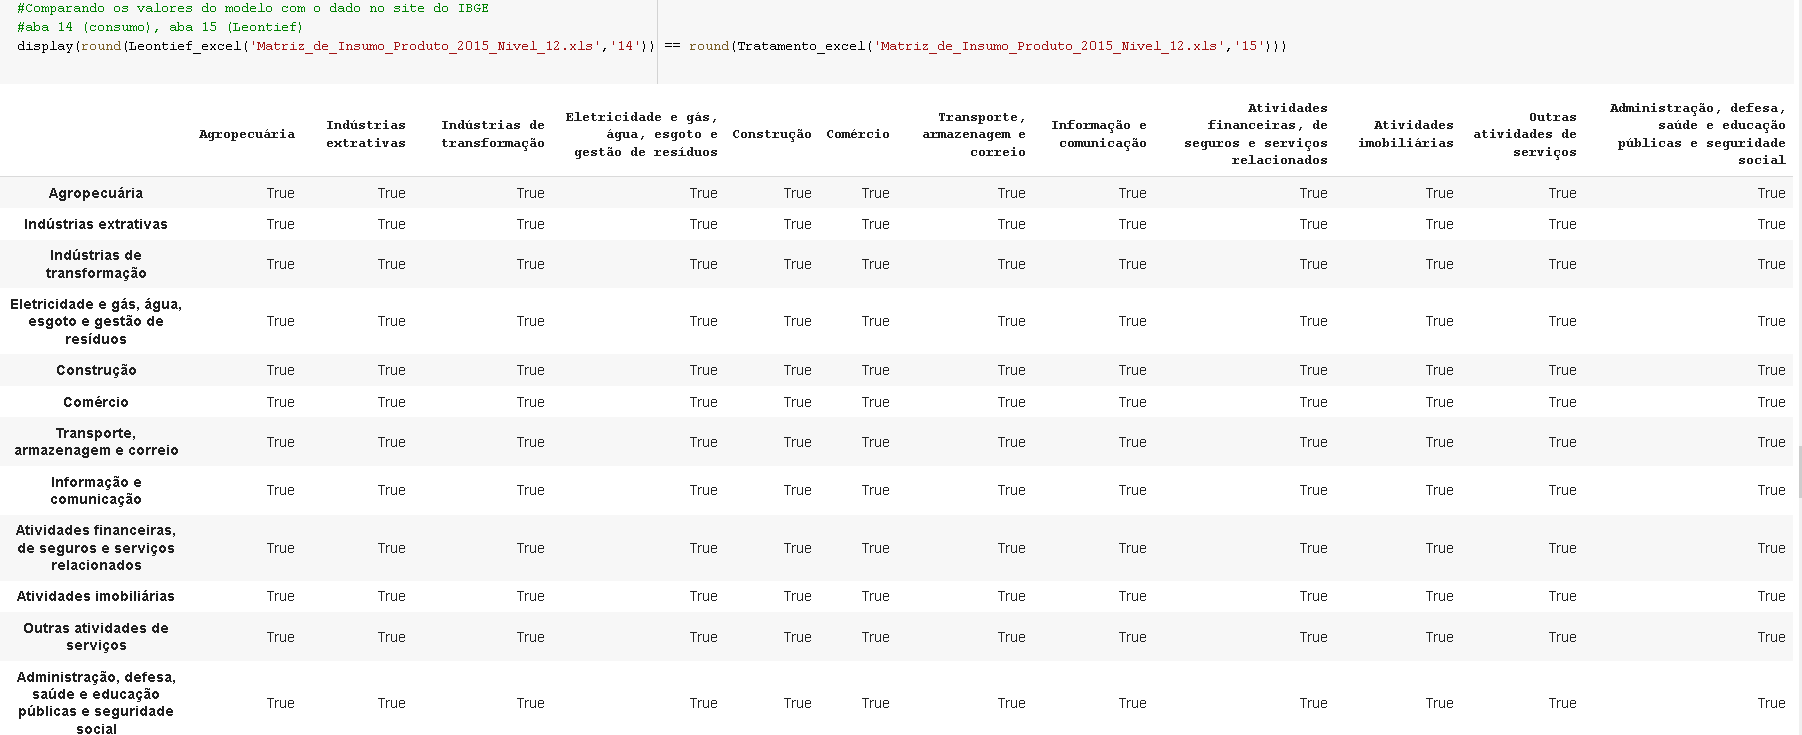 #Comparando os valores do modelo com o dado no site do IBGE
#aba 14 (consumo), aba 15 (Leontief)
display(round(Leontief_excel('Matriz_de_Insumo_Produto_2015_Nivel_12.xls','14')) == round(Tratamento_excel('Matriz_de_Insumo_Produto_2015_Nivel_12.xls','15')))
Agropecuária
Indústrias
extrativas
Indústrias de
transformação
Eletricidade e gás,
água, esgoto e
gestão de resíduos
Construção
Comércio
Transporte,
armazenagem e
correio
Informação e
comunicação
Atividades
financeiras, de
seguros e serviços
relacionados
Atividades
imobiliárias
Outras
atividades de
serviços
Administração, defesa,
saúde e educação
públicas e seguridade
social
Agropecuária True True True True True True True True True True True True
Indústrias extrativas True True True True True True True True True True True True
Indústrias de
transformação True True True True True True True True True True True True
Eletricidade e gás, água,
esgoto e gestão de
resíduos True True True True True True True True True True True True
Construção True True True True True True True True True True True True
Comércio True True True True True True True True True True True True
Transporte,
armazenagem e correio True True True True True True True True True True True True
Informação e
comunicação True True True True True True True True True True True True
Atividades financeiras,
de seguros e serviços
relacionados True True True True True True True True True True True True
Atividades imobiliárias True True True True True True True True True True True True
Outras atividades de
serviços True True True True True True True True True True True True
Administração, defesa,
saúde e educação
públicas e seguridade
social True True True True True True True True True True True True